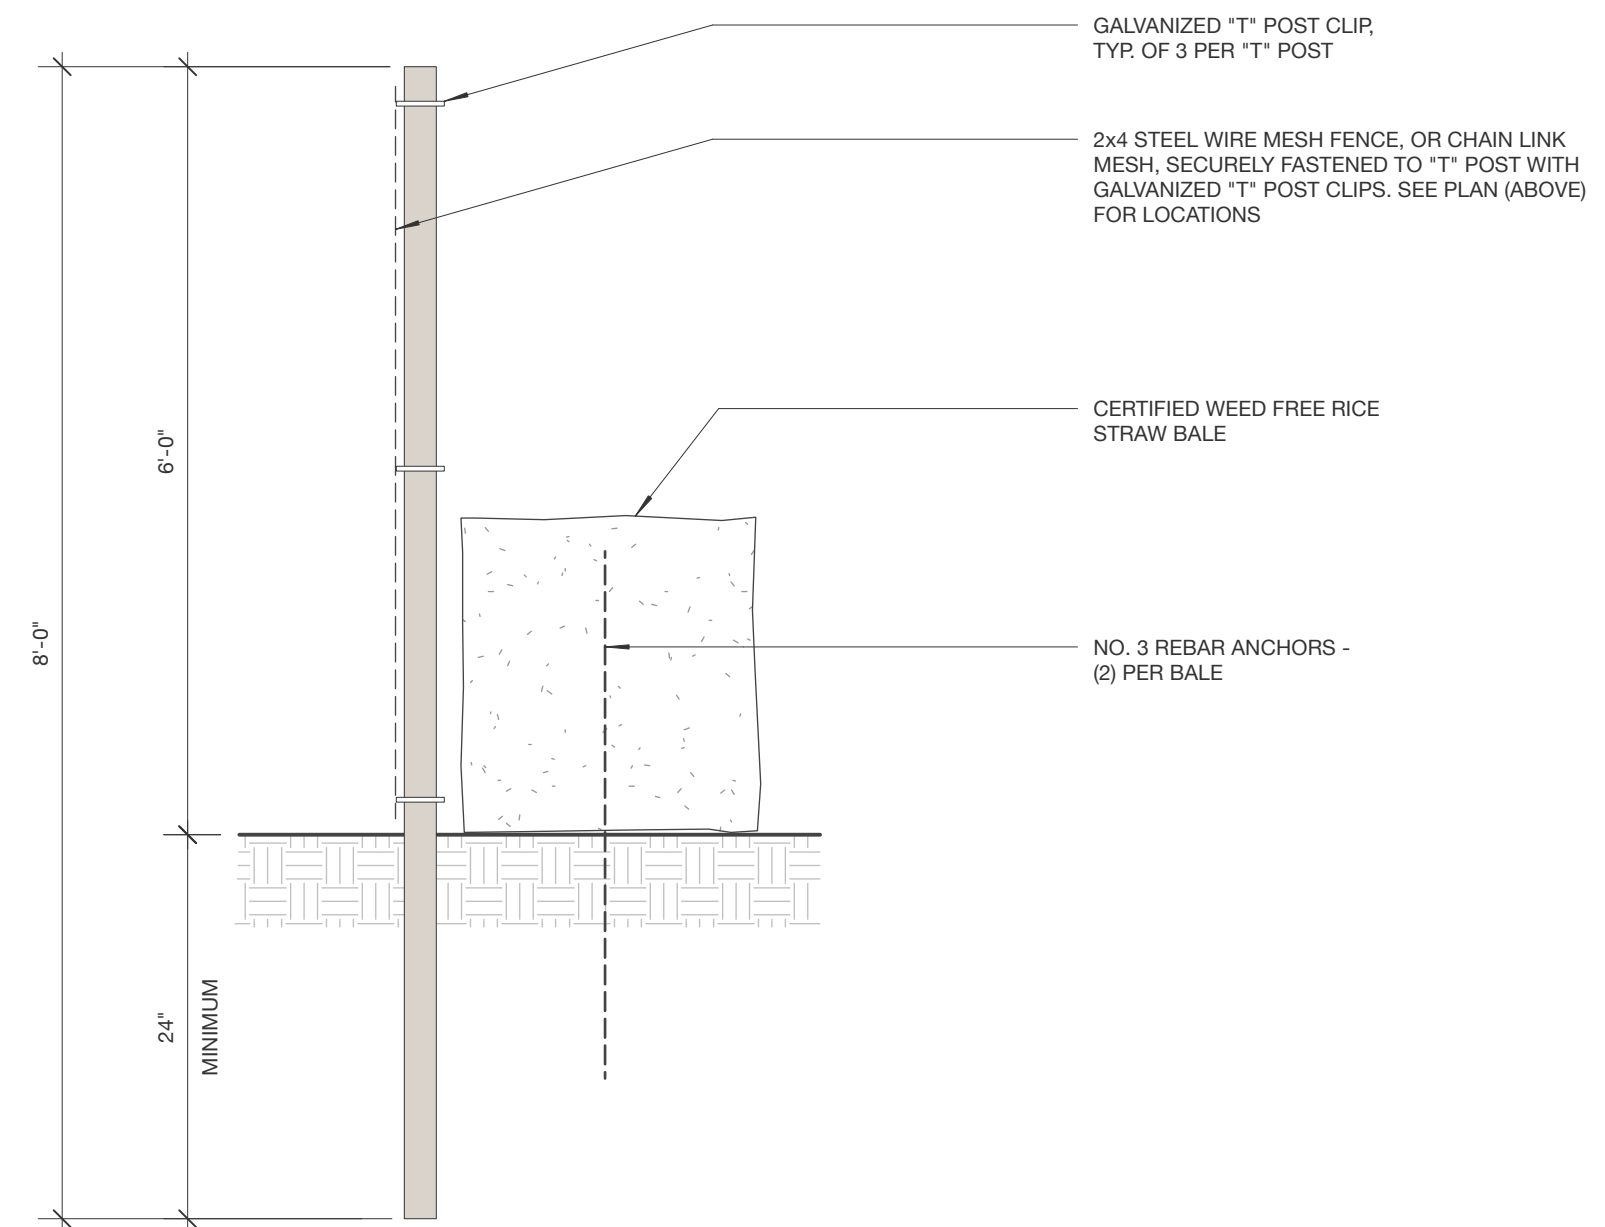 GALVANIZED "T" POST CLIP,
TYP. OF 3 PER "T" POST
2x4 STEEL WIRE MESH FENCE, OR CHAIN LINK
MESH, SECURELY FASTENED TO "T" POST WITH
GALVANIZED "T" POST CLIPS. SEE PLAN (ABOVE)
FOR LOCATIONS
CERTIFIED WEED FREE RICE
STRAW BALE
6'-0"
8'-0"
NO. 3 REBAR ANCHORS -
(2) PER BALE
24"
MINIMUM